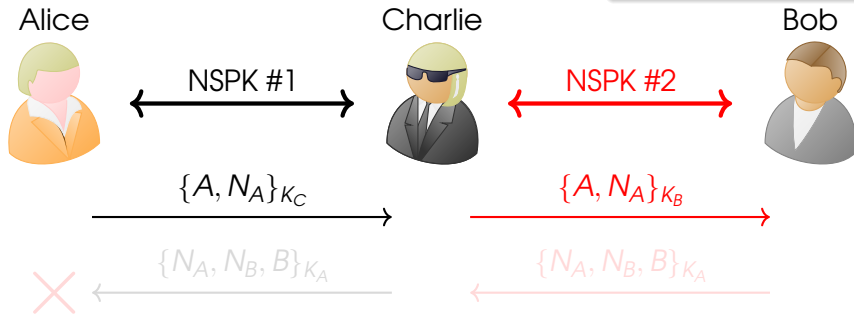 Alice Charlie Bob
NSPK #1 NSPK #2
{A, N_A}_{K_C} {A, N_A}_{K_B}
{N_A, N_B, B}_{K_A} {N_A, N_B, B}_{K_A}